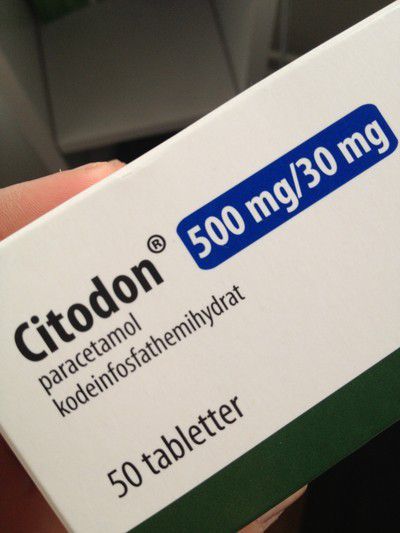 Citodon® 500 mg/30 mg
paracetamol
kodeinfosfathemihydrat
50 tabletter